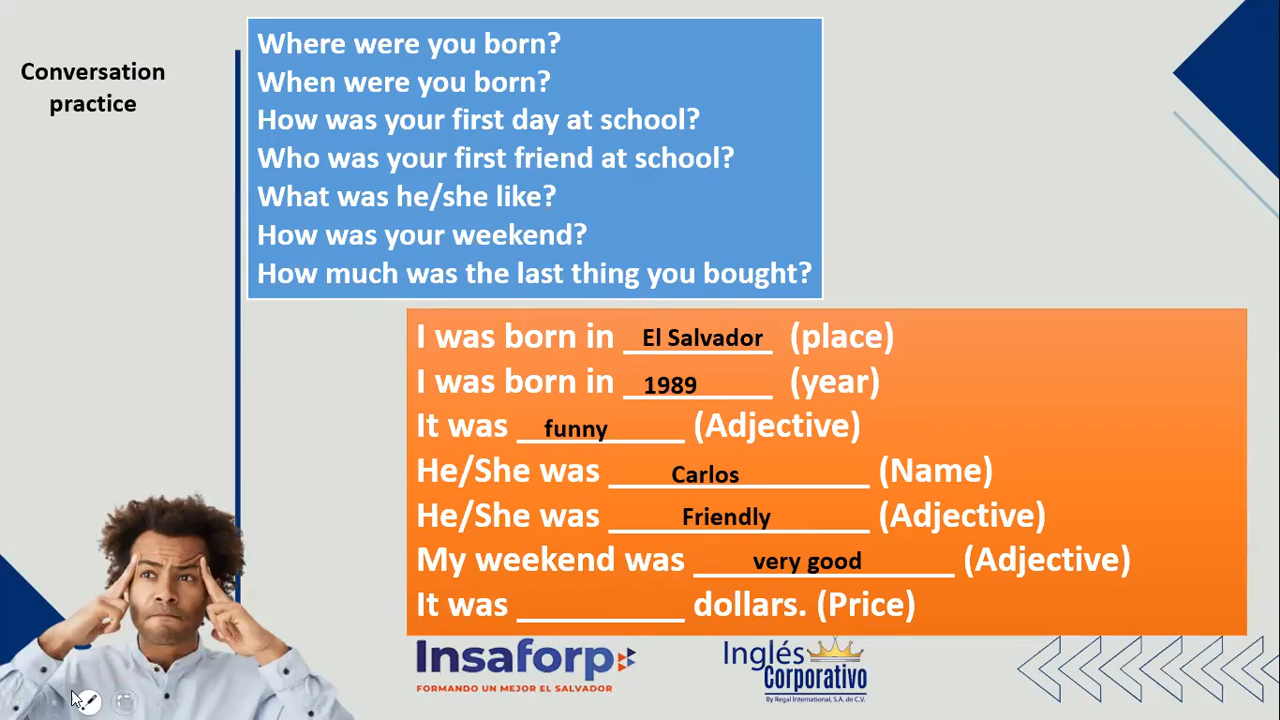 Conversation
practice
Where were you born?
When were you born?
How was your first day at school?
Who was your first friend at school?
What was he/she like?
How was your weekend?
How much was the last thing you bought?
I was born in El Salvador (place)
I was born in 1989 (year)
It was funny (Adjective)
He/She was Carlos (Name)
He/She was Friendly (Adjective)
My weekend was very good (Adjective)
It was __________ dollars. (Price)
Insaforp
FORMANDO UN MEJOR EL SALVADOR
Inglés
Corporativo
By Regal International, S.A. de C.V.